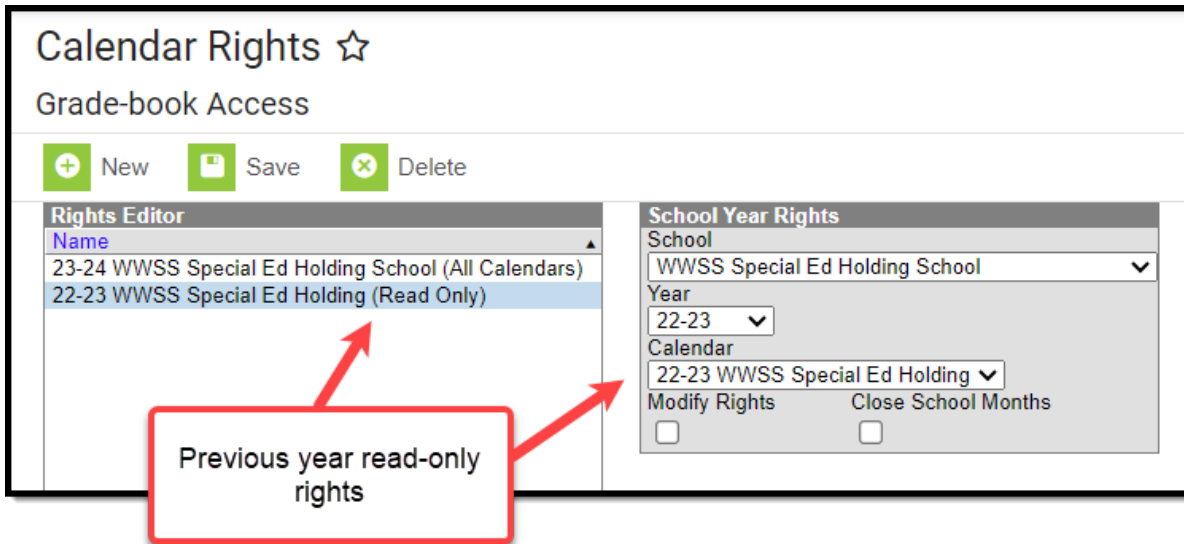 Calendar Rights
Grade-book Access
New Save Delete
Rights Editor
Name
23-24 WWSS Special Ed Holding School (All Calendars)
22-23 WWSS Special Ed Holding (Read Only)
School Year Rights
School
WWSS Special Ed Holding School
Year
22-23
Calendar
22-23 WWSS Special Ed Holding
Modify Rights Close School Months
Previous year read-only
rights